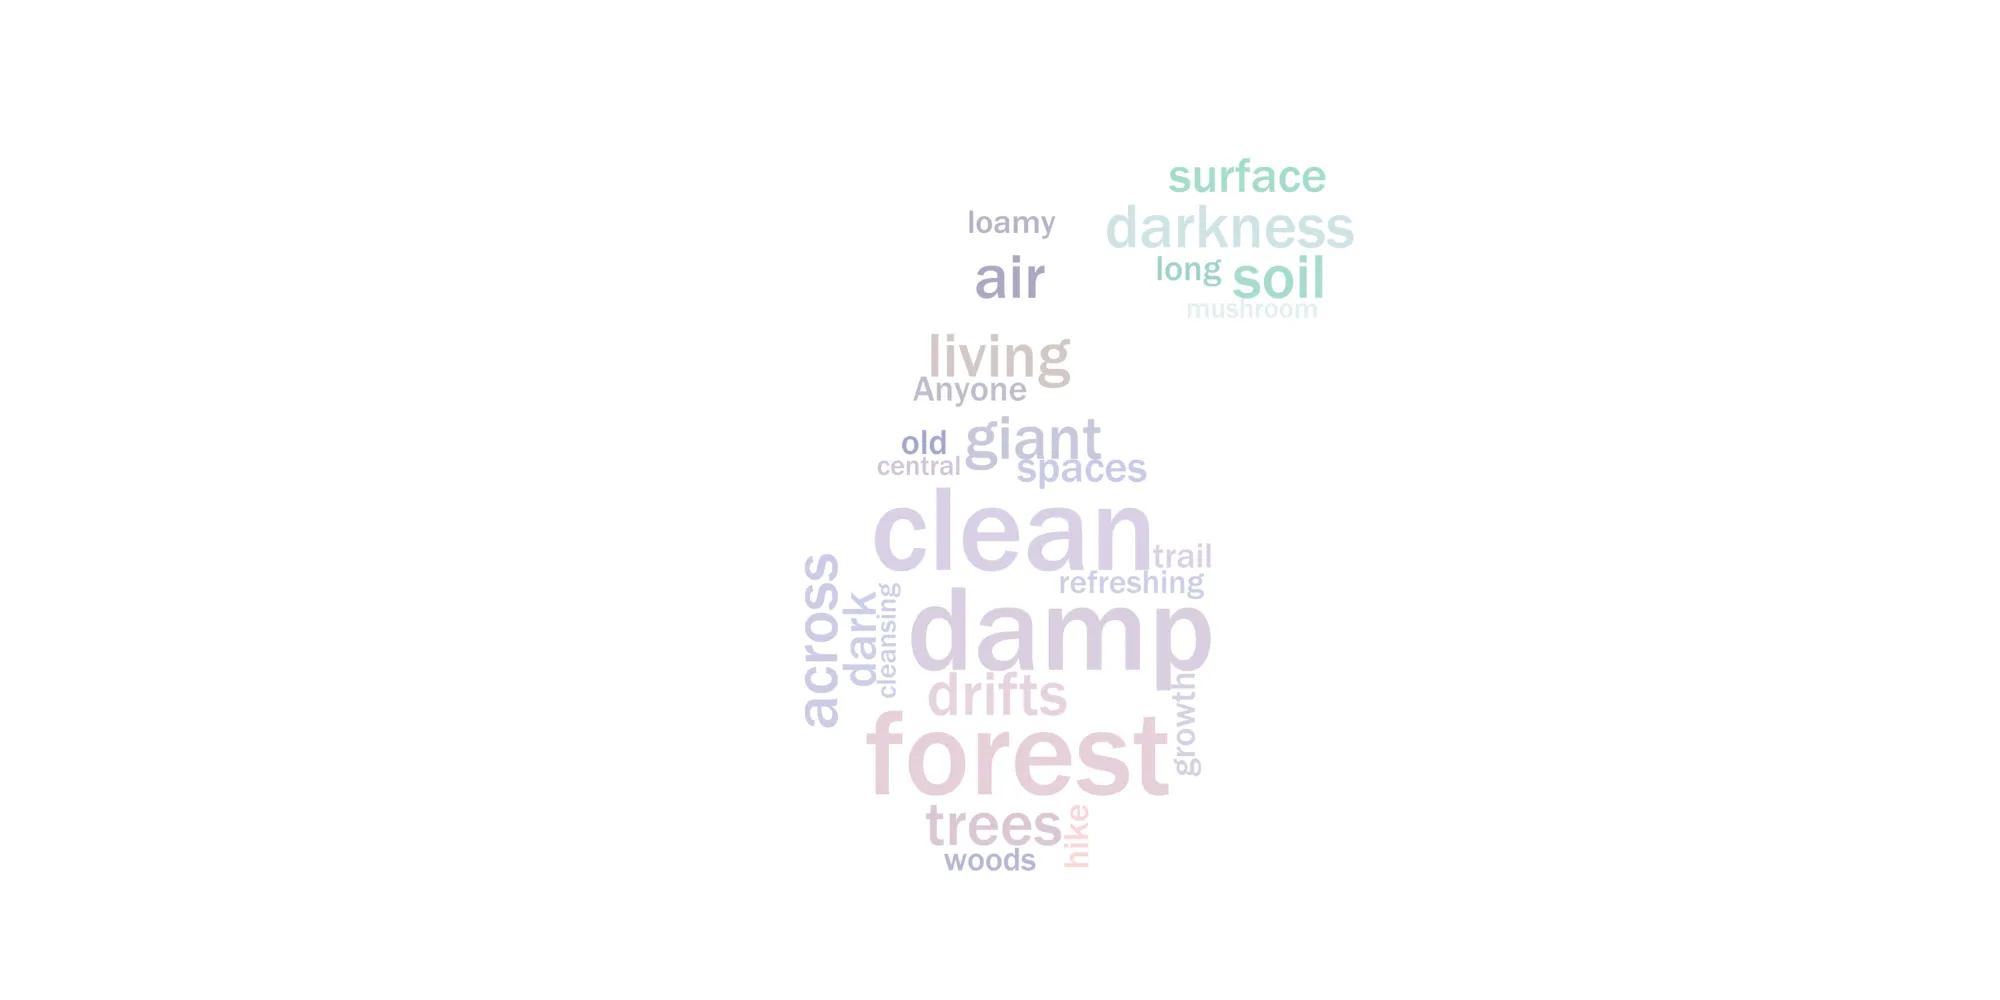 surface
loamy
darkness
air
long
soil
mushroom
living
Anyone
old
giant
central
spaces
clean
trail
refreshing
across
dark
cleansing
damp
drifts
growth
forest
trees
hike
woods